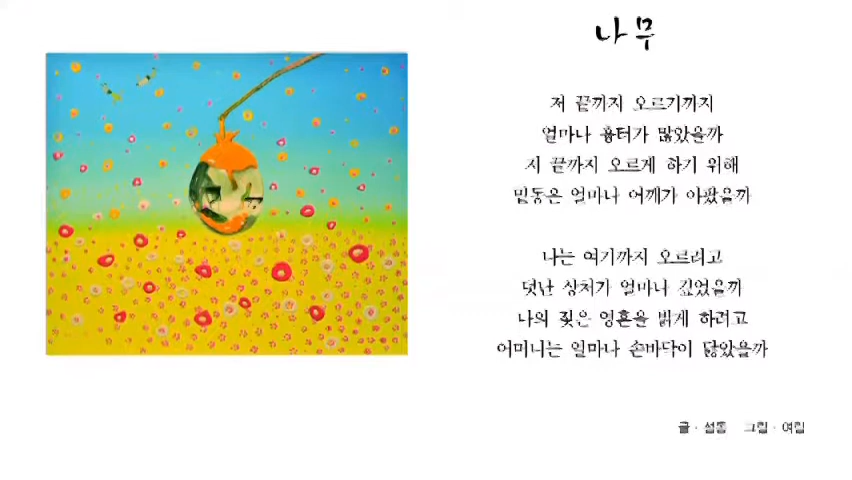 나무
저 끝까지 오르기까지
얼마나 흉터가 많았을까
저 끝까지 오르게 하기 위해
밑동은 얼마나 어깨가 아팠을까
나는 여기까지 오르려고
덧난 상처가 얼마나 깊었을까
나의 젖은 영혼을 밝게 하려고
어머니는 얼마나 손바닥이 닳았을까
글 · 그림 · 여림